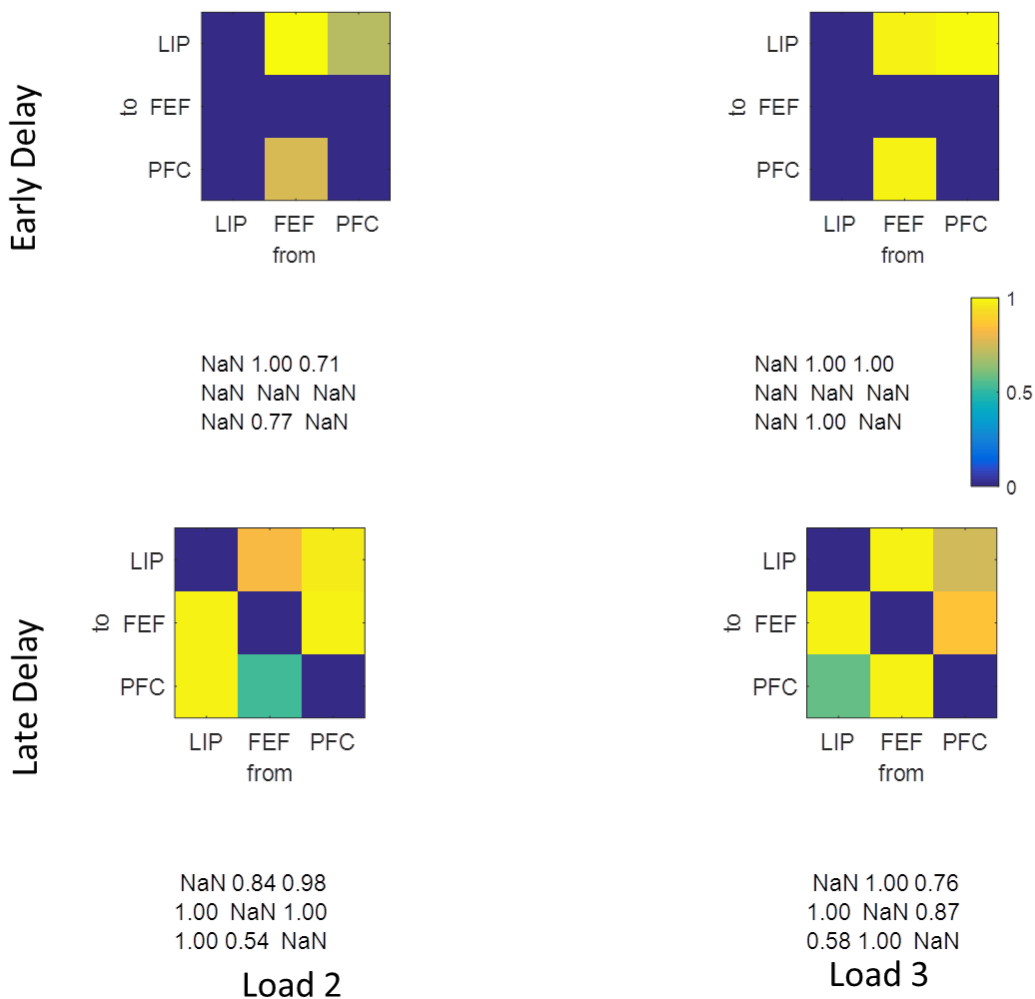 Early Delay
LIP
to FEF
PFC
LIP FEF PFC
from
NaN 1.00 0.71
NaN NaN NaN
NaN 0.77 NaN
LIP
to FEF
PFC
LIP FEF PFC
from
1
0.5
0
NaN 1.00 1.00
NaN NaN NaN
NaN 1.00 NaN
Late Delay
LIP
to FEF
PFC
LIP FEF PFC
from
NaN 0.84 0.98
1.00 NaN 1.00
1.00 0.54 NaN
Load 2
LIP
to FEF
PFC
LIP FEF PFC
from
NaN 1.00 0.76
1.00 NaN 0.87
0.58 1.00 NaN
Load 3